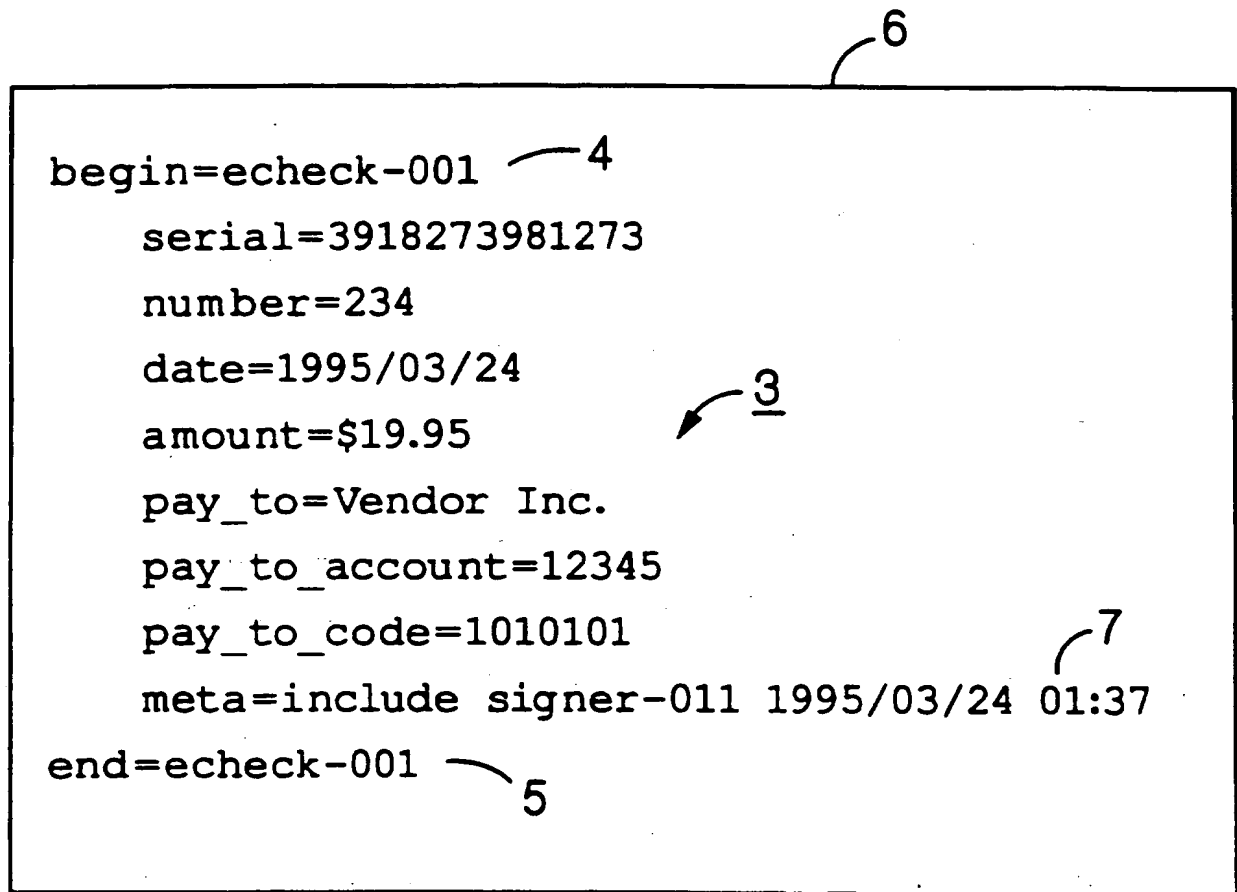 6
begin=echeck-001 4
serial=3918273981273
number=234
date=1995/03/24
3
amount=$19.95
pay_to=Vendor Inc.
pay_to_account=12345
pay_to_code=1010101
7
meta=include signer-011 1995/03/24 01:37
end=echeck-001
5